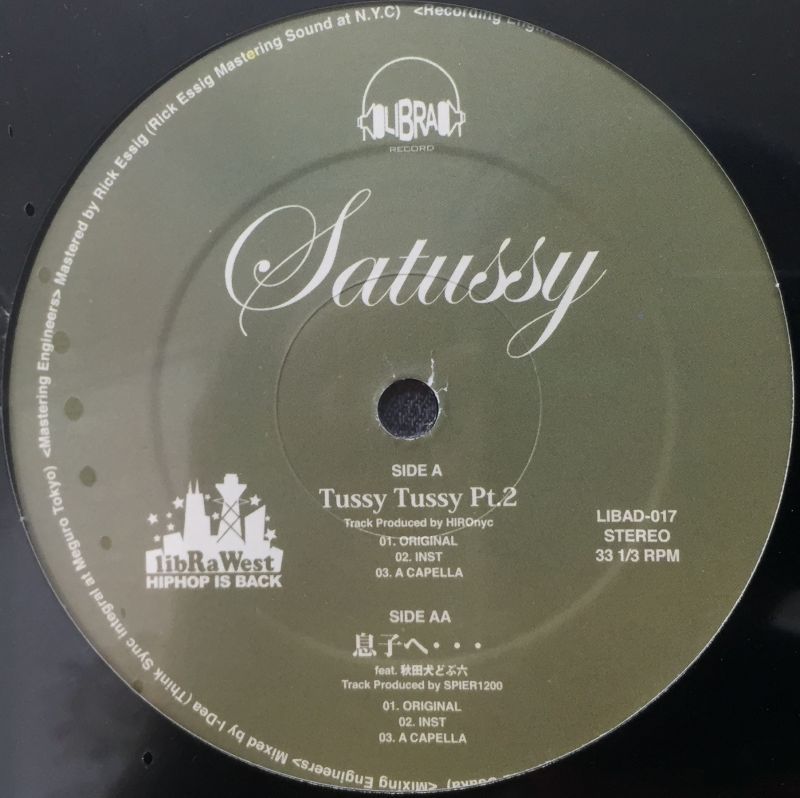 LIBRA
RECORD
Satussy
SIDE A
Tussy Tussy Pt.2
Track Produced by HIROnyc
01. ORIGINAL
02. INST
03. A CAPELLA
LIBAD-017
STEREO
33 1/3 RPM
libRaWest
HIPHOP IS BACK
SIDE AA
息子へ・・・
feat. 秋田犬どぶ六
Track Produced by SPIER1200
01. ORIGINAL
02. INST
03. A CAPELLA
<Mixing Engineers> Mixed by I-Dea (Think Sync Integral at Meguro Tokyo) <Mastering Engineers> Mastered by Rick Essig (Rick Essig Mastering Sound at N.Y.C) <Recording